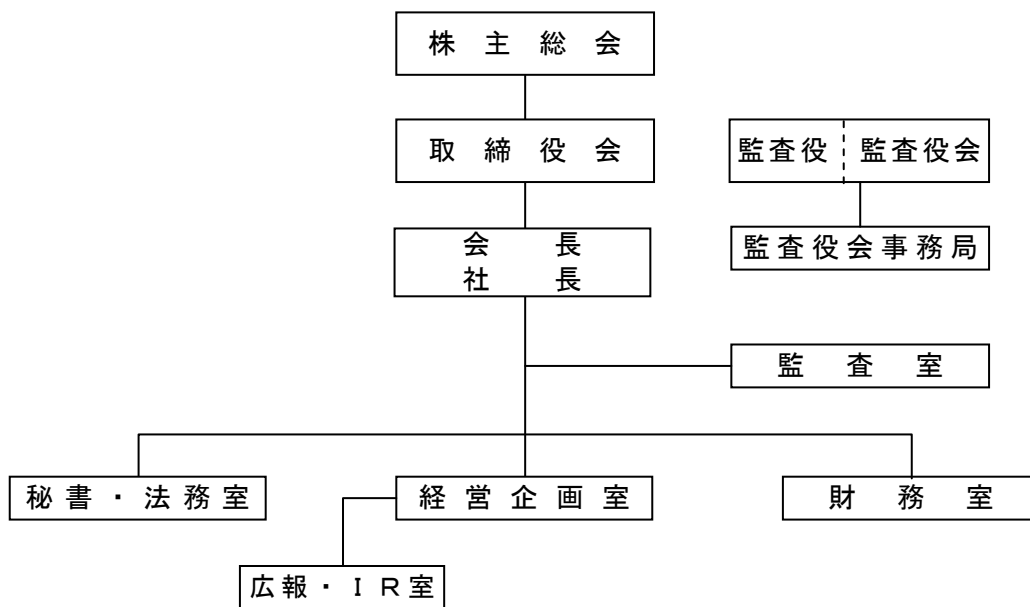 株主総会
取締役会
監査役 監査役会
会長
社長
監査役会事務局
監査室
秘書・法務室
経営企画室
財務室
広報・ＩＲ室